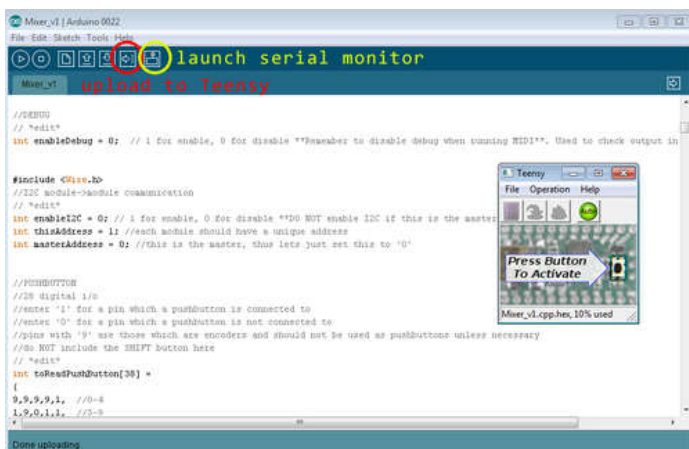 Mixer_v1 | Arduino 0022
File Edit Sketch Tools Help
launch serial monitor
Mixer_v1
upload to Teensy
//DEBUG
// *edit*
int enableDebug = 0; // 1 for enable, 0 for disable **Remember to disable debug when running MIDI**. Used to check output in
#include <Wire.h>
//I2C module->module communication
// *edit*
int enableI2C = 0; // 1 for enable, 0 for disable **DO NOT enable I2C if this is the master
int thisAddress = 1; //each module should have a unique address
int masterAddress = 0; //this is the master, thus lets just set this to '0'
//PUSHBUTTON
//38 digital i/o
//enter '1' for a pin which a pushbutton is connected to
//enter '0' for a pin which a pushbutton is not connected to
//pins with '9' are those which are encoders and should not be used as pushbuttons unless necessary
//do NOT include the SHIFT button here
// *edit*
int toReadPushButton[38] =
{
9,9,9,9,1, //0-4
1,9,0,1,1, //5-9
Done uploading.
Teensy
File Operation Help
Press Button
To Activate
Mixer_v1.cpp.hex, 10% used